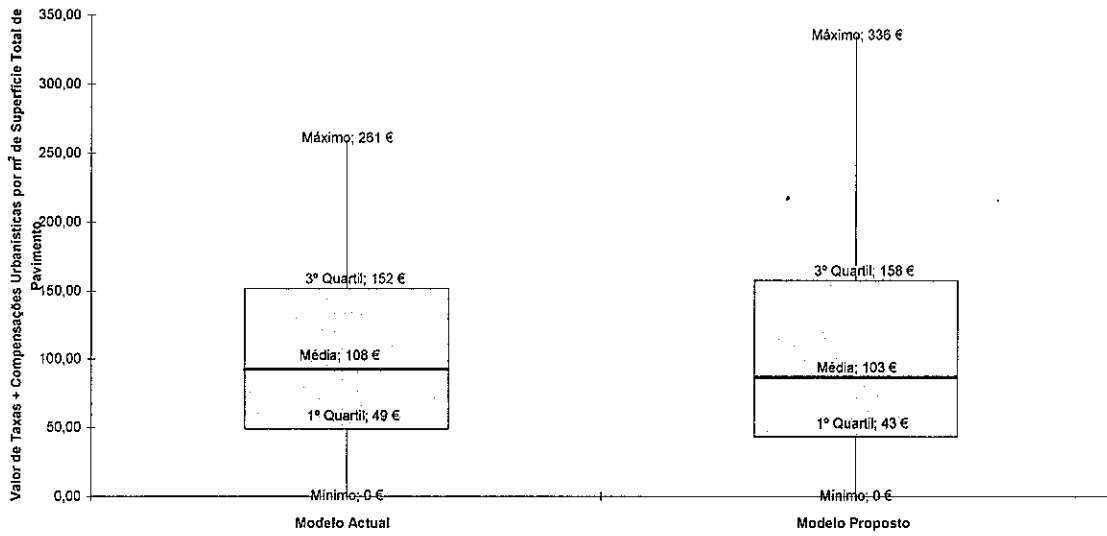 Valor de Taxas + Compensações Urbanísticas por m² de Superfície Total de
Pavimento
350,00
300,00
250,00
200,00
150,00
100,00
50,00
0,00
Máximo; 261 €
3º Quartil; 152 €
Média; 108 €
1º Quartil; 49 €
Mínimo; 0 €
Modelo Actual
Máximo; 336 €
3º Quartil; 158 €
Média; 103 €
1º Quartil; 43 €
Mínimo; 0 €
Modelo Proposto